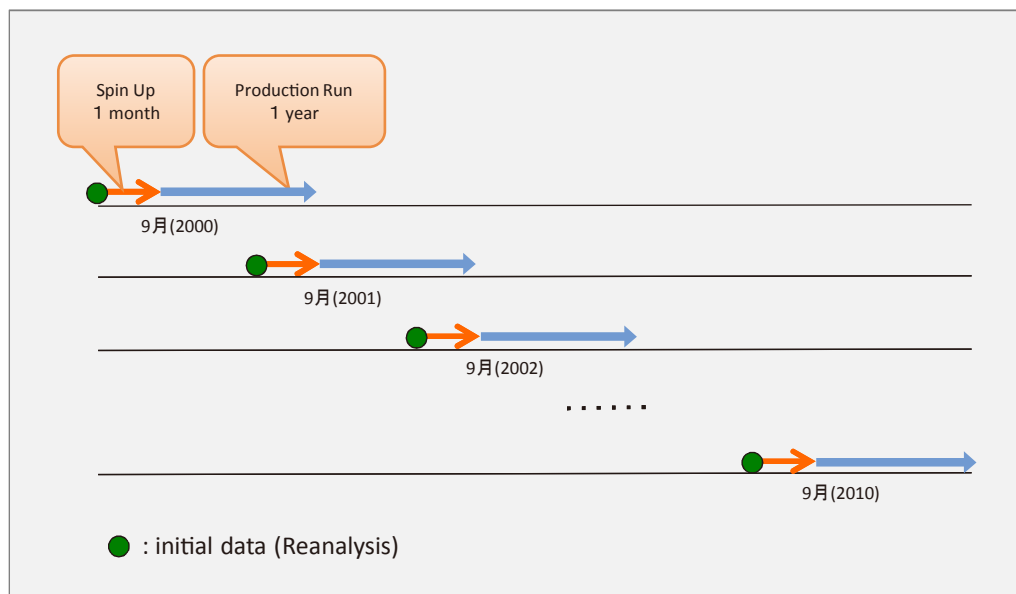 Spin Up
1 month
Production Run
1 year
9月(2000)
9月(2001)
9月(2002)
······
9月(2010)
: initial data (Reanalysis)